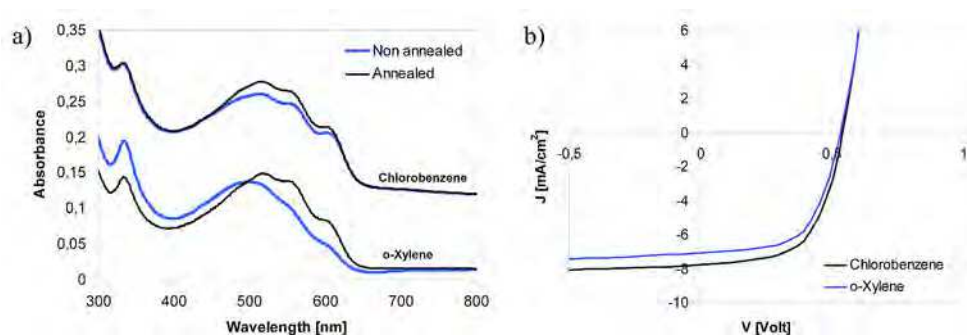 a)
0,35
0,3
0,25
0,2
0,15
0,1
0,05
0
Absorbance
Non annealed
Annealed
Chlorobenzene
o-Xylene
300 400 500 600 700 800
Wavelength [nm]
b)
6
4
2
0
-2
-4
-6
-8
-10
J [mA/cm²]
-0,5 0 0,5 1
Chlorobenzene
o-Xylene
V [Volt]